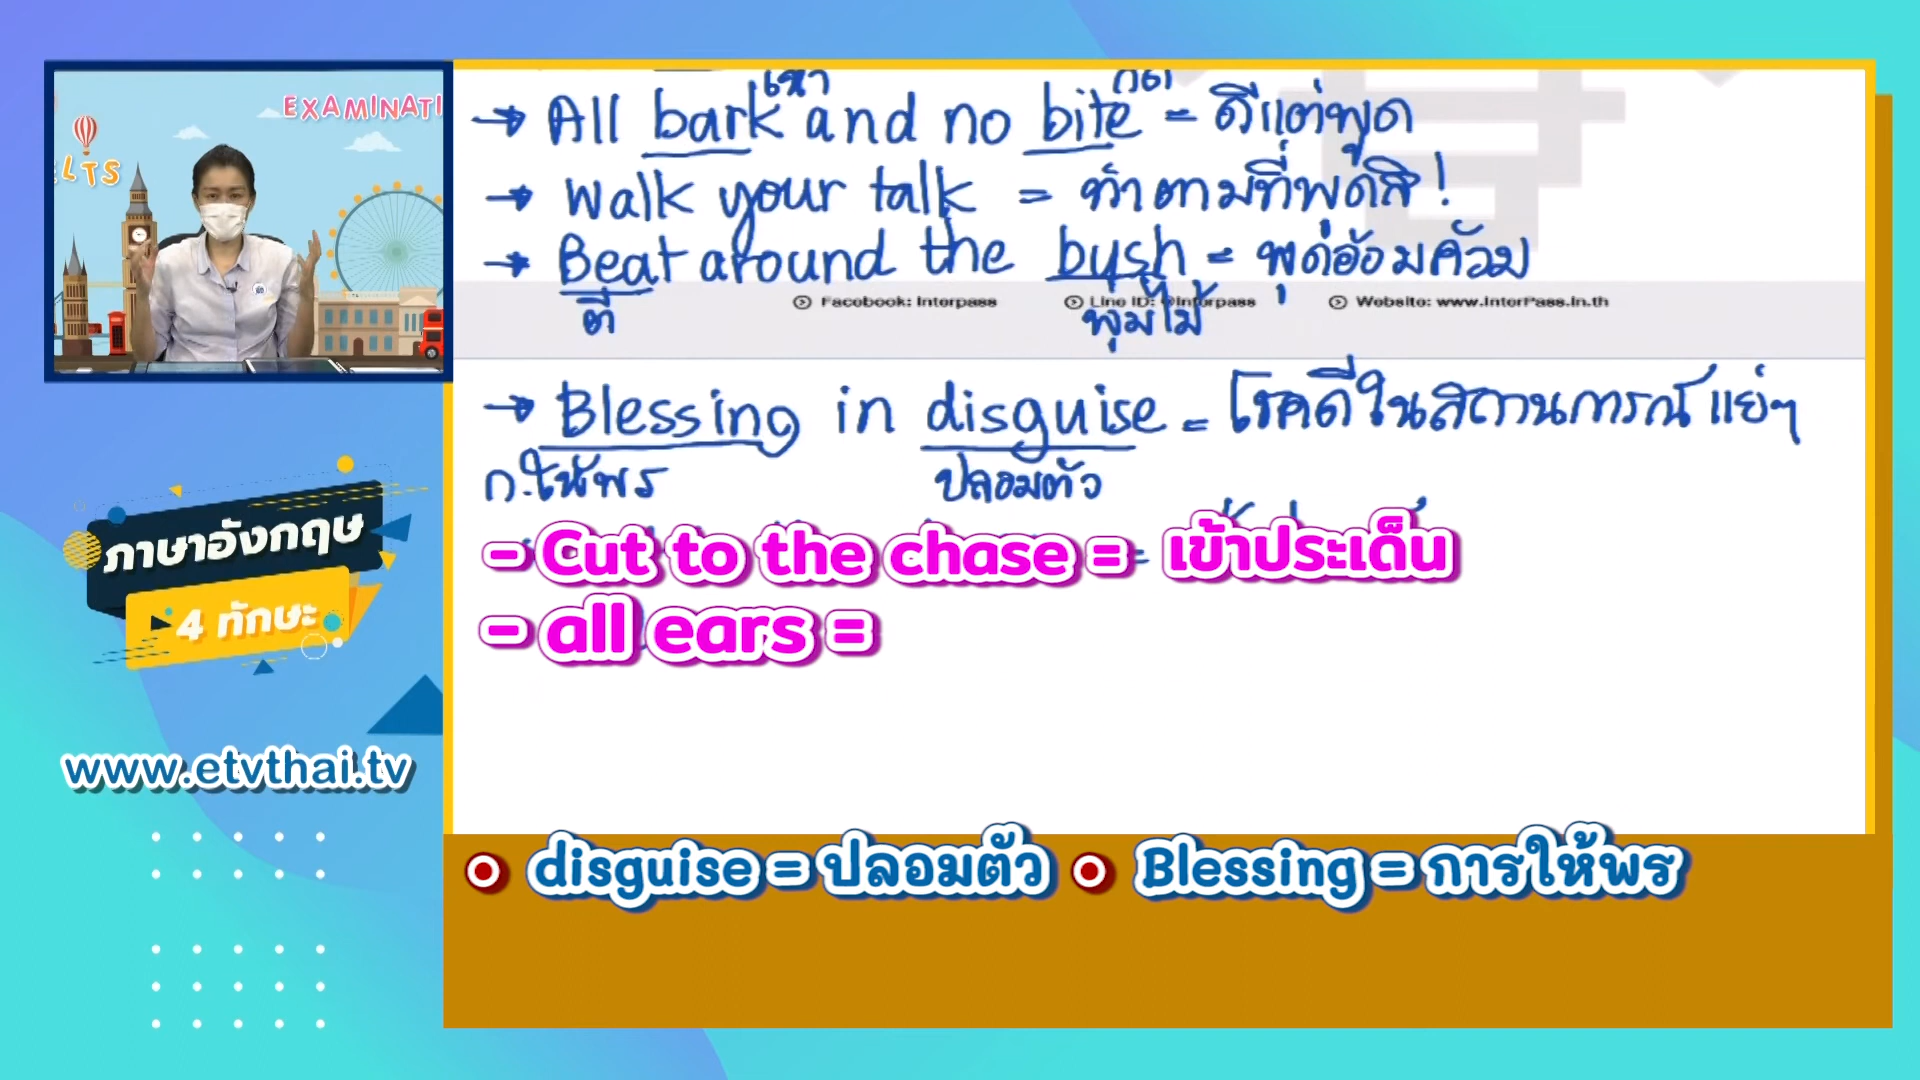 EXAMINATI
ELTS
เห่า กัด
→ All bark and no bite = ดีแต่พูด
→ Walk your talk = ทำตามที่พูดสิ!
→ Beat around the bush = พูดอ้อมค้อม
ตี พุ่มไม้
Facebook: Interpass Line ID: @Interpass Website: www.InterPass.in.th
→ Blessing in disguise = โชคดีในสถานการณ์แย่ๆ
ก.ให้พร ปลอมตัว
- Cut to the chase = เข้าประเด็น
- all ears =
ภาษาอังกฤษ
4 ทักษะ
www.etvthai.tv
disguise = ปลอมตัว Blessing = การให้พร